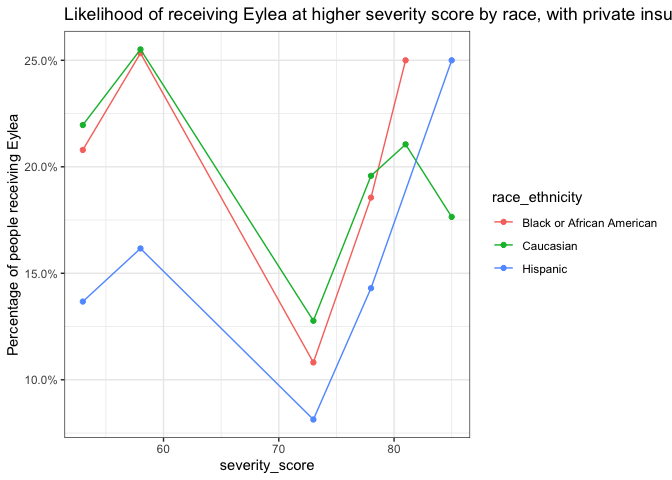 Likelihood of receiving Eylea at higher severity score by race, with private insu
25.0%
20.0%
15.0%
10.0%
Percentage of people receiving Eylea
60
70
80
severity_score
race_ethnicity
Black or African American
Caucasian
Hispanic